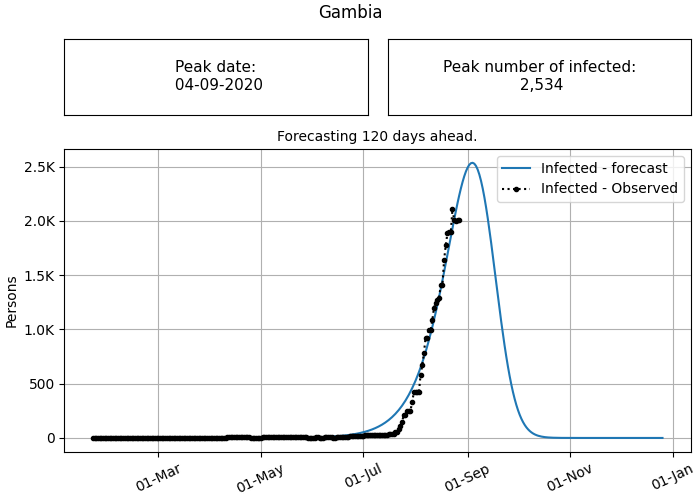 Gambia
Peak date:
04-09-2020
Peak number of infected:
2,534
Forecasting 120 days ahead.
Infected - forecast
Infected - Observed
2.5K
2.0K
1.5K
1.0K
500
0
Persons
01-Mar
01-May
01-Jul
01-Sep
01-Nov
01-Jan